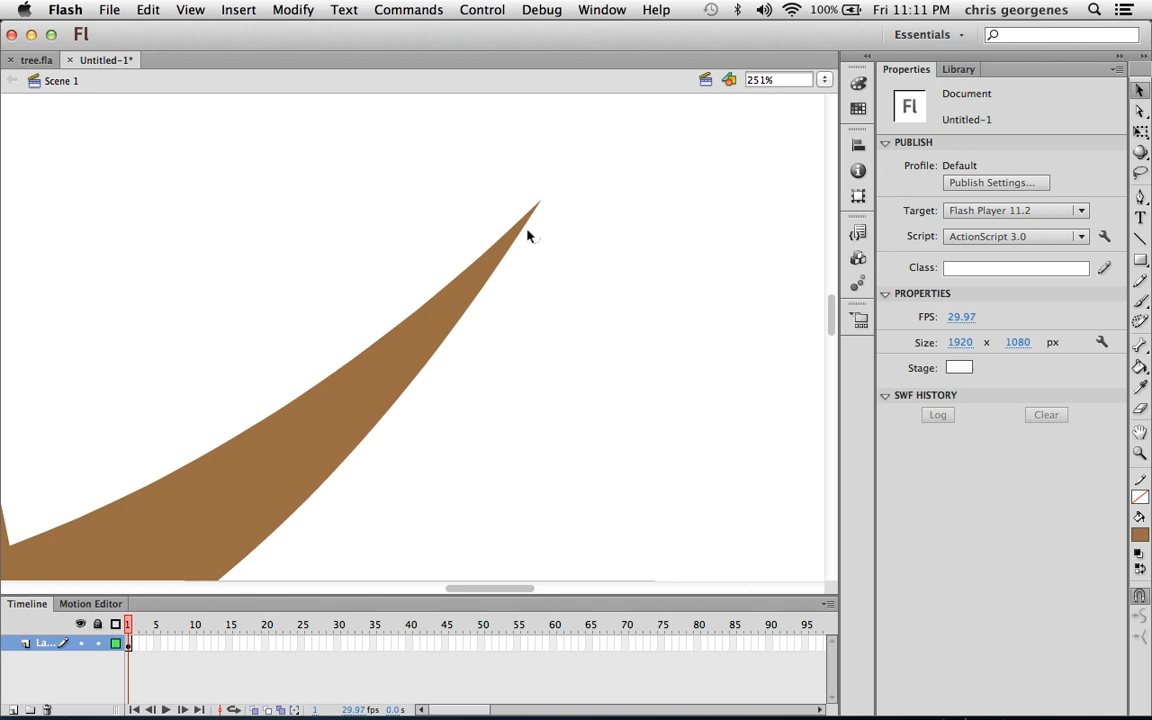 Flash File Edit View Insert Modify Text Commands Control Debug Window Help 100% Fri 11:11 PM chris georgenes
Fl Essentials
× tree.fla × Untitled-1*
Scene 1 251%
Properties Library
Fl Document
Untitled-1
PUBLISH
Profile: Default
Publish Settings...
Target: Flash Player 11.2
Script: ActionScript 3.0
Class:
PROPERTIES
FPS: 29.97
Size: 1920 x 1080 px
Stage:
SWF HISTORY
Log Clear
T
Timeline Motion Editor
1 5 10 15 20 25 30 35 40 45 50 55 60 65 70 75 80 85 90 95
La...
1 29.97 fps 0.0 s